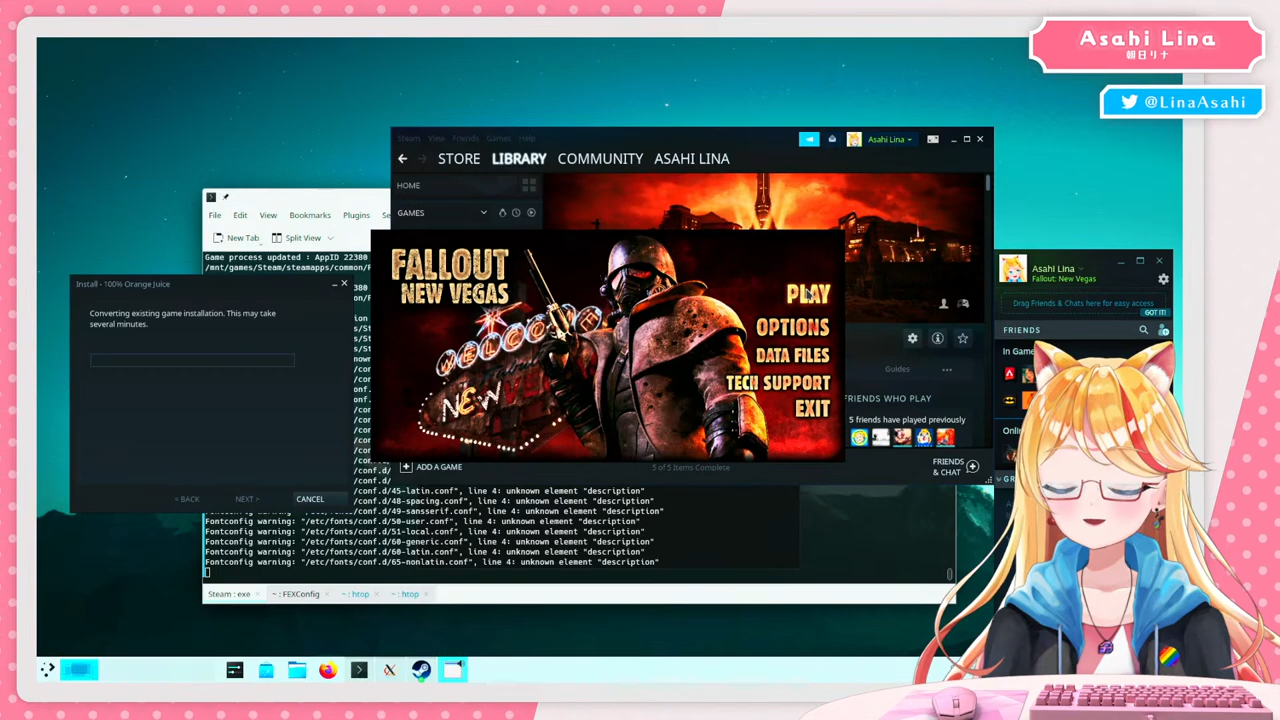 Asahi Lina
朝日リナ
@LinaAsahi
Steam View Friends Games Help
Asahi Lina
STORE LIBRARY COMMUNITY ASAHI LINA
HOME
GAMES
File Edit View Bookmarks Plugins Se
New Tab Split View
Game process updated : AppID 22380
/mnt/games/Steam/steamapps/common/F
Install - 100% Orange Juice
Converting existing game installation. This may take
several minutes.
< BACK NEXT > CANCEL
FALLOUT
NEW VEGAS
WELCOME
NEW
PLAY
OPTIONS
DATA FILES
TECH SUPPORT
EXIT
Guides
FRIENDS WHO PLAY
5 friends have played previously
ADD A GAME
5 of 5 Items Complete
FRIENDS
& CHAT
Asahi Lina
Fallout: New Vegas
Drag Friends & Chats here for easy access
GOT IT!
FRIENDS
In Game
Onli
GR
/conf.d/45-latin.conf", line 4: unknown element "description"
/conf.d/48-spacing.conf", line 4: unknown element "description"
/conf.d/49-sansserif.conf", line 4: unknown element "description"
Fontconfig warning: "/etc/fonts/conf.d/50-user.conf", line 4: unknown element "description"
Fontconfig warning: "/etc/fonts/conf.d/51-local.conf", line 4: unknown element "description"
Fontconfig warning: "/etc/fonts/conf.d/60-generic.conf", line 4: unknown element "description"
Fontconfig warning: "/etc/fonts/conf.d/60-latin.conf", line 4: unknown element "description"
Fontconfig warning: "/etc/fonts/conf.d/65-nonlatin.conf", line 4: unknown element "description"
Steam : exe ~ : FEXConfig ~ : htop ~ : htop